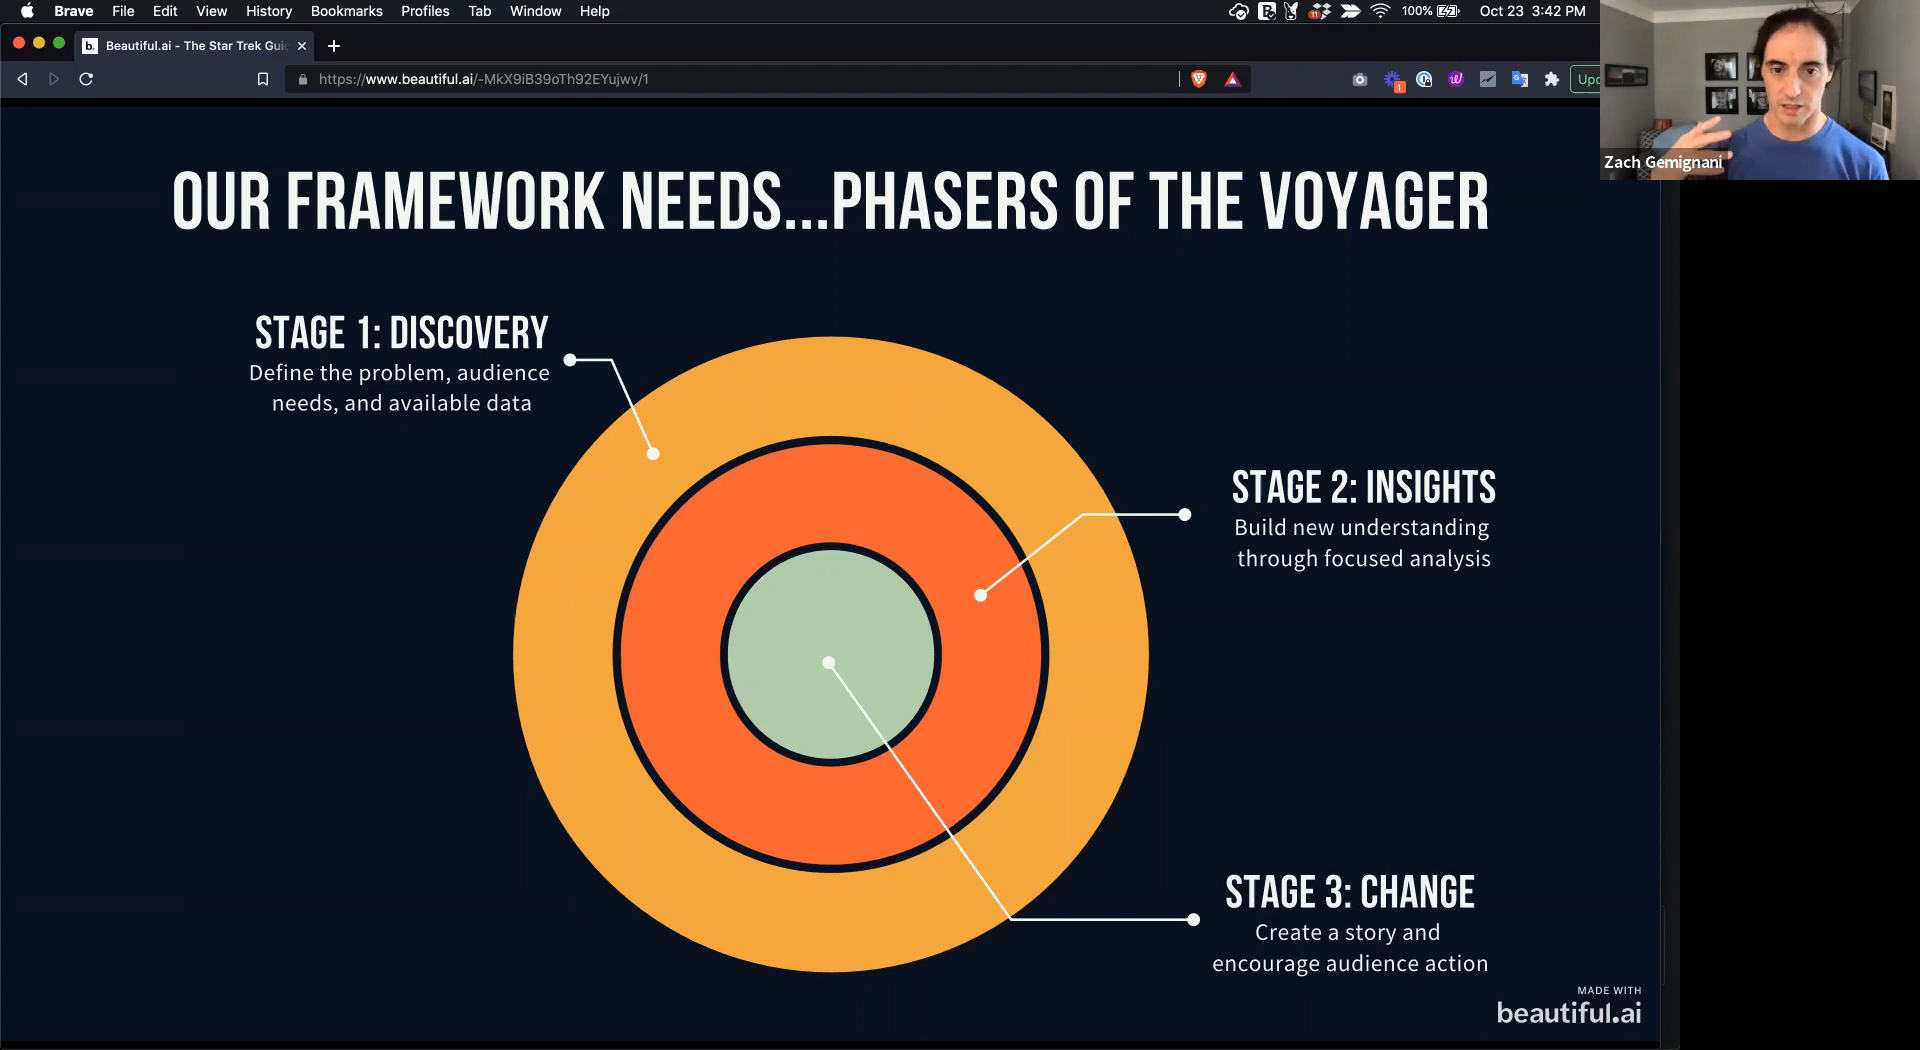 Brave File Edit View History Bookmarks Profiles Tab Window Help
11
100%
Oct 23 3:42 PM
b. Beautiful.ai - The Star Trek Gui
https://www.beautiful.ai/-MkX9iB39oTh92EYujwv/1
1
Upd
Zach Gemignani
OUR FRAMEWORK NEEDS...PHASERS OF THE VOYAGER
STAGE 1: DISCOVERY
Define the problem, audience
needs, and available data
STAGE 2: INSIGHTS
Build new understanding
through focused analysis
STAGE 3: CHANGE
Create a story and
encourage audience action
MADE WITH
beautiful.ai